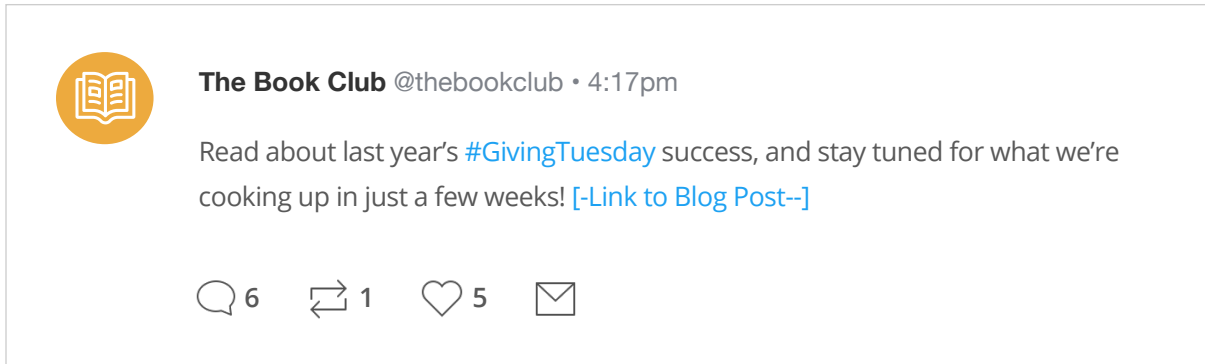 The Book Club @thebookclub • 4:17pm
Read about last year’s #GivingTuesday success, and stay tuned for what we’re
cooking up in just a few weeks! [-Link to Blog Post--]
6 1 5